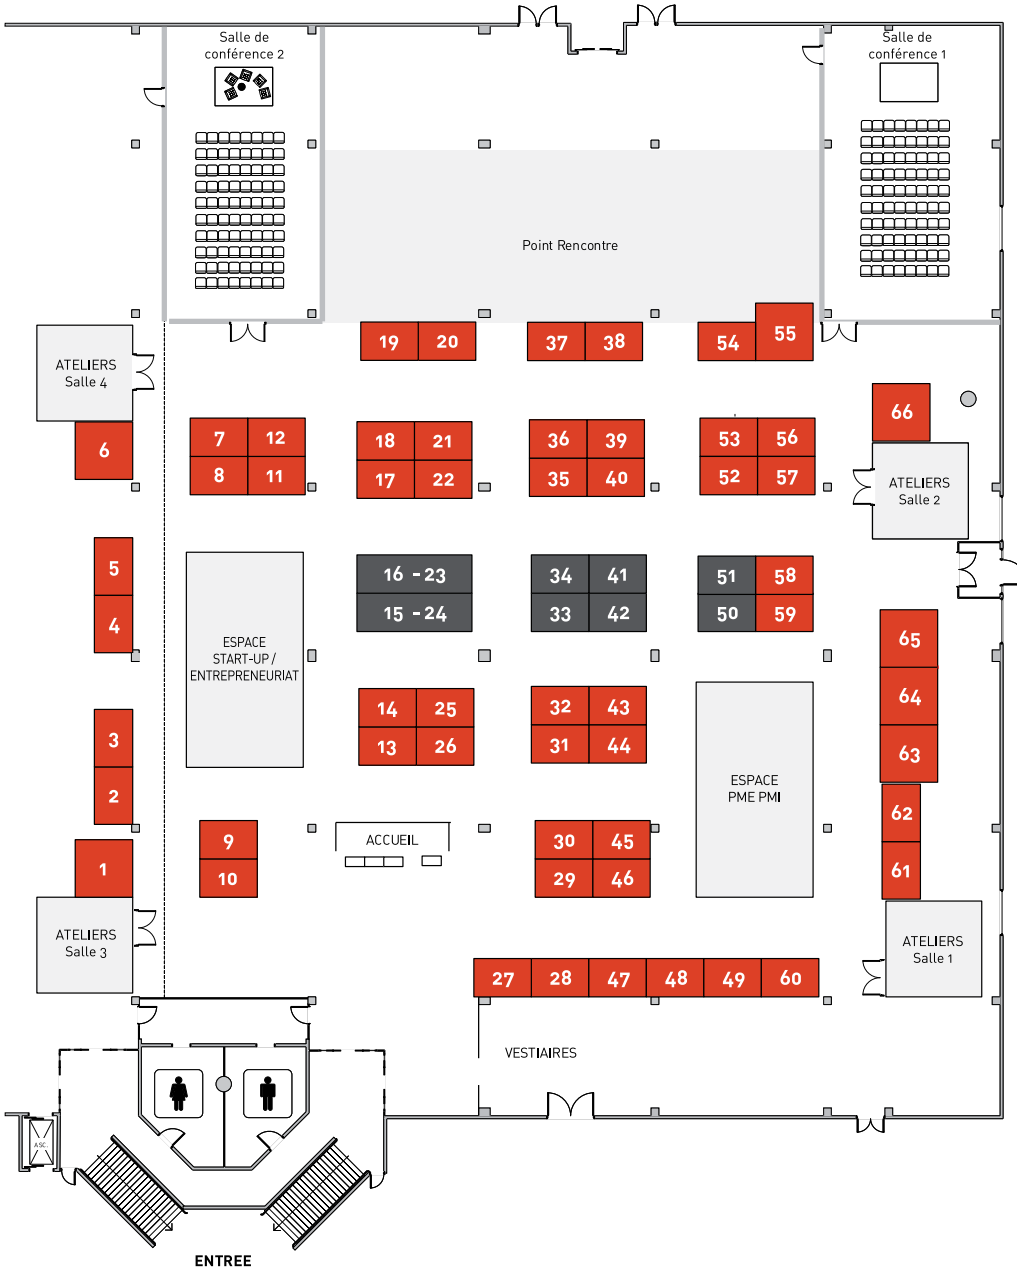 Salle de
conférence 2
Salle de
conférence 1
Point Rencontre
19 20 37 38 54 55
ATELIERS
Salle 4
66
6
7 12 18 21 36 39 53 56
8 11 17 22 35 40 52 57
ATELIERS
Salle 2
5
4
16 - 23 34 41 51 58
15 - 24 33 42 50 59
ESPACE
START-UP /
ENTREPRENEURIAT
65
64
63
14 25 32 43
13 26 31 44
3
2
ESPACE
PME PMI
62
61
9
10
ACCUEIL
30 45
29 46
1
ATELIERS
Salle 3
ATELIERS
Salle 1
27 28 47 48 49 60
VESTIAIRES
ASC.
ENTREE